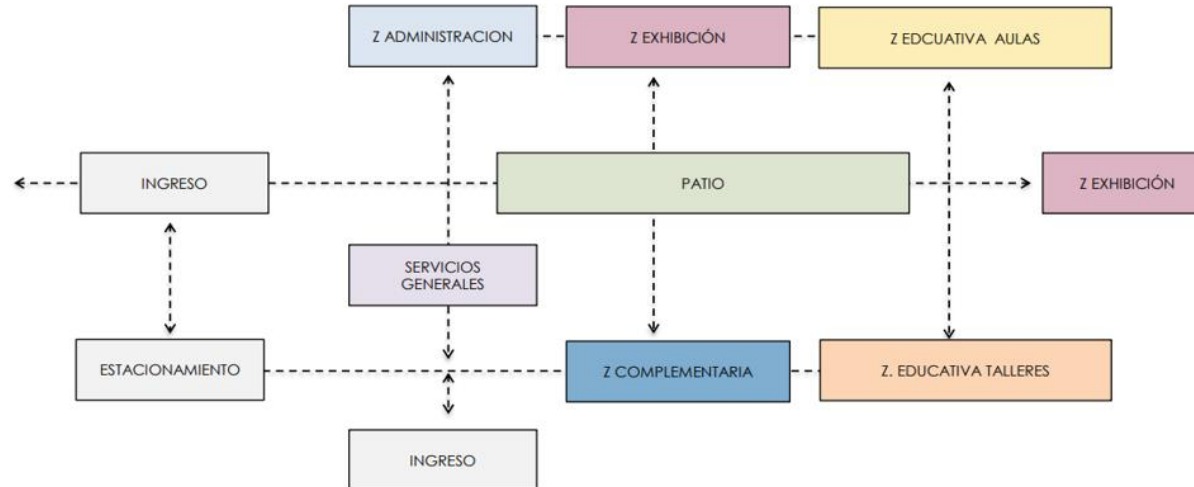 Z ADMINISTRACION
Z EXHIBICIÓN
Z EDCUATIVA AULAS
INGRESO
PATIO
Z EXHIBICIÓN
SERVICIOS
GENERALES
ESTACIONAMIENTO
Z COMPLEMENTARIA
Z. EDUCATIVA TALLERES
INGRESO